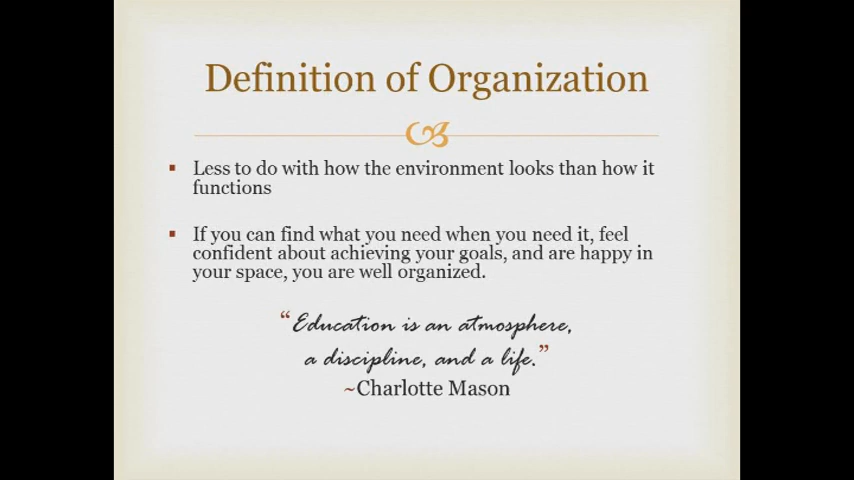 Definition of Organization
▪ Less to do with how the environment looks than how it
functions
▪ If you can find what you need when you need it, feel
confident about achieving your goals, and are happy in
your space, you are well organized.
“Education is an atmosphere,
a discipline, and a life.”
~Charlotte Mason